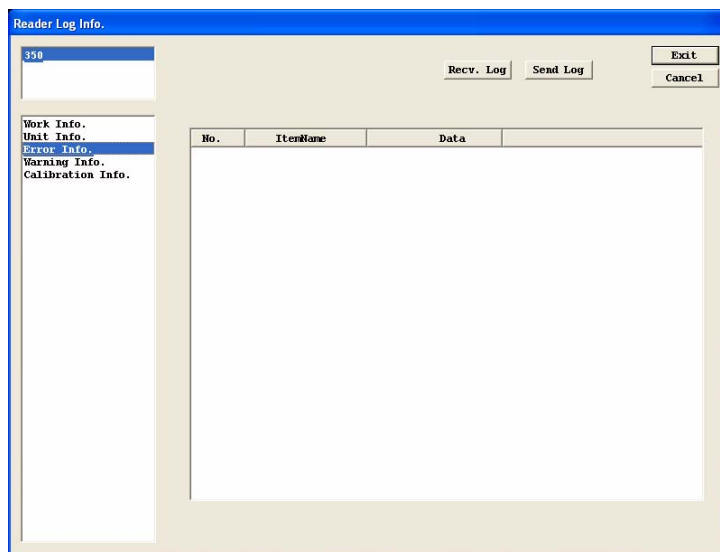 Reader Log Info.
350
Recv. Log
Send Log
Exit
Cancel
Work Info.
Unit Info.
Error Info.
Warning Info.
Calibration Info.
No. ItemName Data